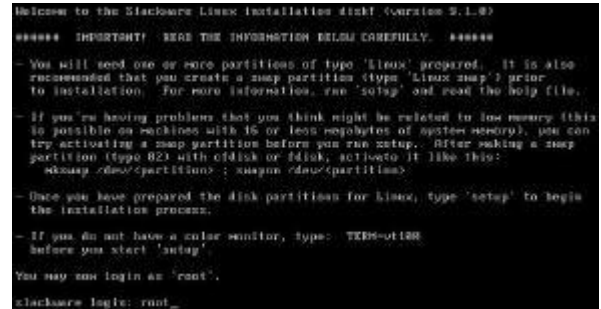 Welcome to the Slackware Linux installation disk! (version 9.1.0)
###### IMPORTANT! READ THE INFORMATION BELOW CAREFULLY. ######
- You will need one or more partitions of type 'Linux' prepared. It is also
recommended that you create a swap partition (type 'Linux swap') prior
to installation. For more information, run 'setup' and read the help file.
- If you're having problems that you think might be related to low memory (this
is possible on machines with 16 or less megabytes of system memory), you can
try activating a swap partition before you run setup. After making a swap
partition (type 82) with cfdisk or fdisk, activate it like this:
mkswap /dev/<partition> ; swapon /dev/<partition>
- Once you have prepared the disk partitions for Linux, type 'setup' to begin
the installation process.
- If you do not have a color monitor, type: TERM=vt100
before you start 'setup'.
You may now login as 'root'.
slackware login: root_